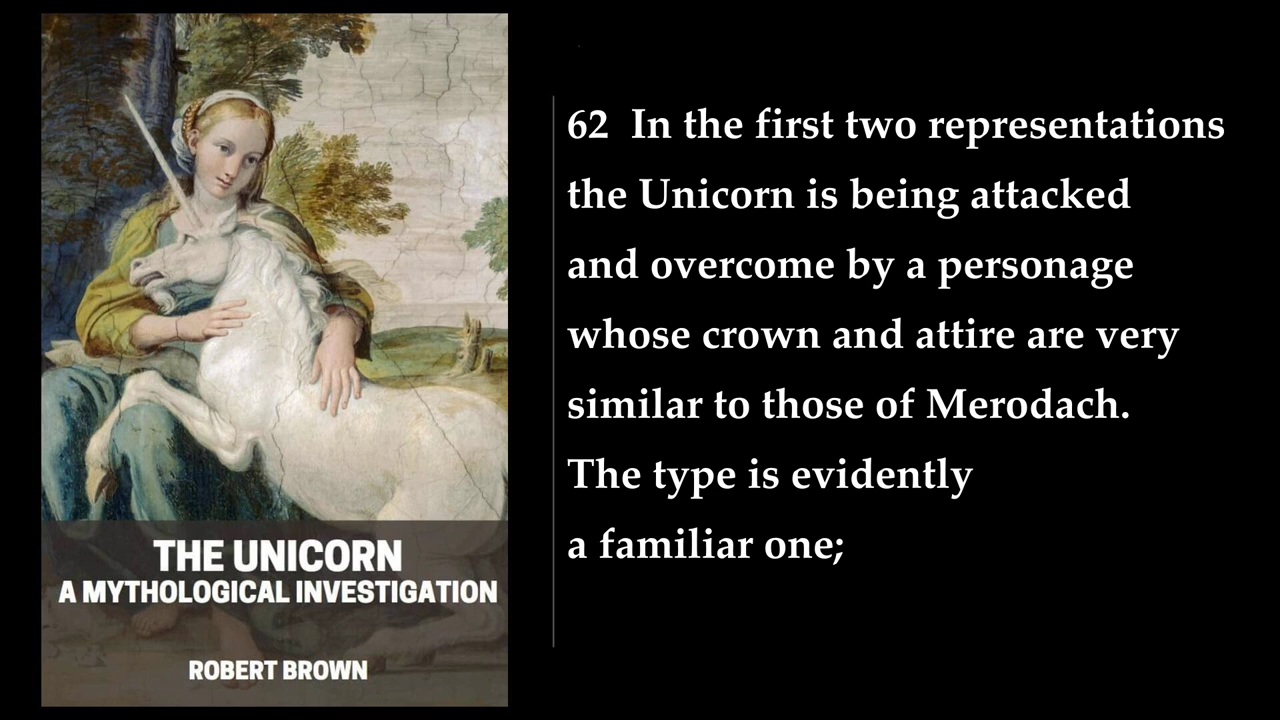 THE UNICORN
A MYTHOLOGICAL INVESTIGATION
ROBERT BROWN
62 In the first two representations
the Unicorn is being attacked
and overcome by a personage
whose crown and attire are very
similar to those of Merodach.
The type is evidently
a familiar one;